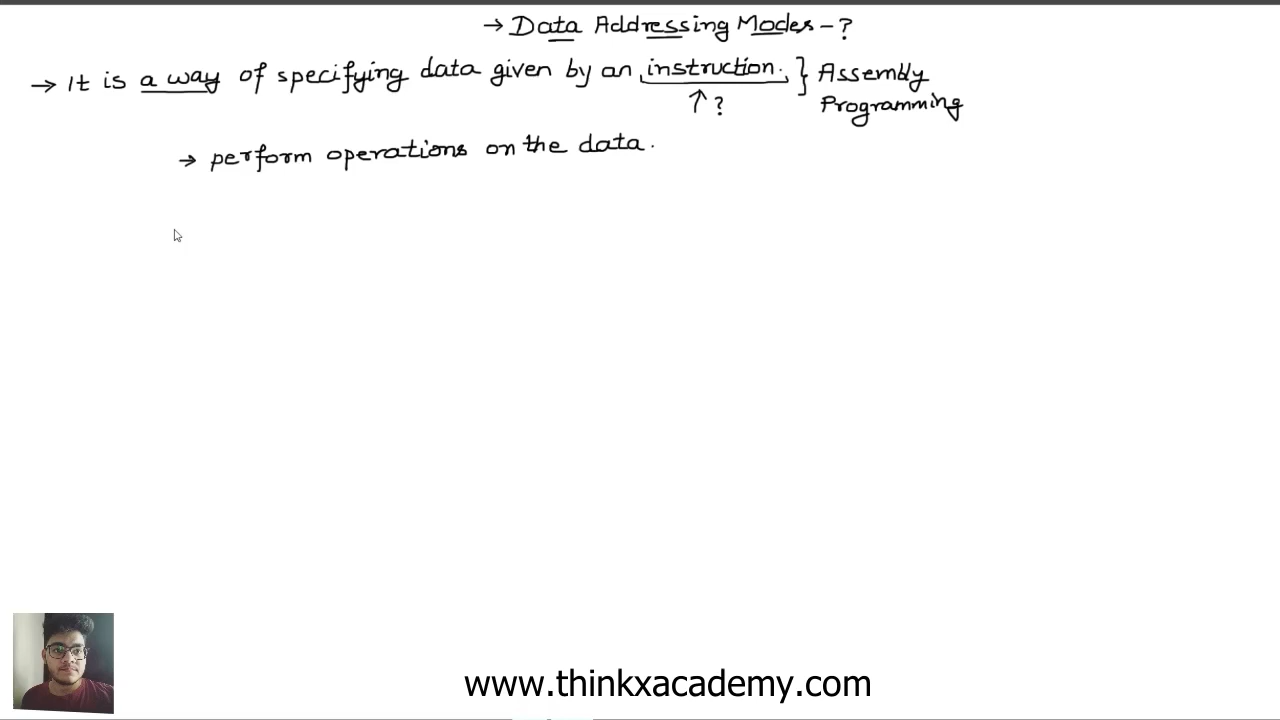 → Data Addressing Modes - ?
→ It is a way of specifying data given by an instruction. } Assembly
↑ ? Programming
→ perform operations on the data.
www.thinkxacademy.com